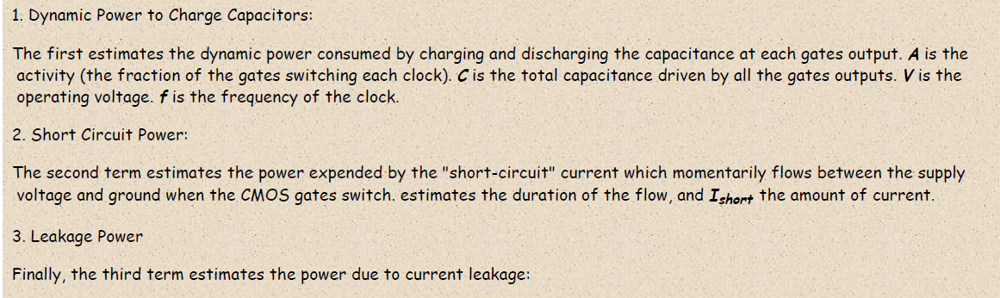 1. Dynamic Power to Charge Capacitors:
The first estimates the dynamic power consumed by charging and discharging the capacitance at each gates output. A is the
activity (the fraction of the gates switching each clock). C is the total capacitance driven by all the gates outputs. V is the
operating voltage. f is the frequency of the clock.
2. Short Circuit Power:
The second term estimates the power expended by the "short-circuit" current which momentarily flows between the supply
voltage and ground when the CMOS gates switch. estimates the duration of the flow, and Ishort the amount of current.
3. Leakage Power
Finally, the third term estimates the power due to current leakage: